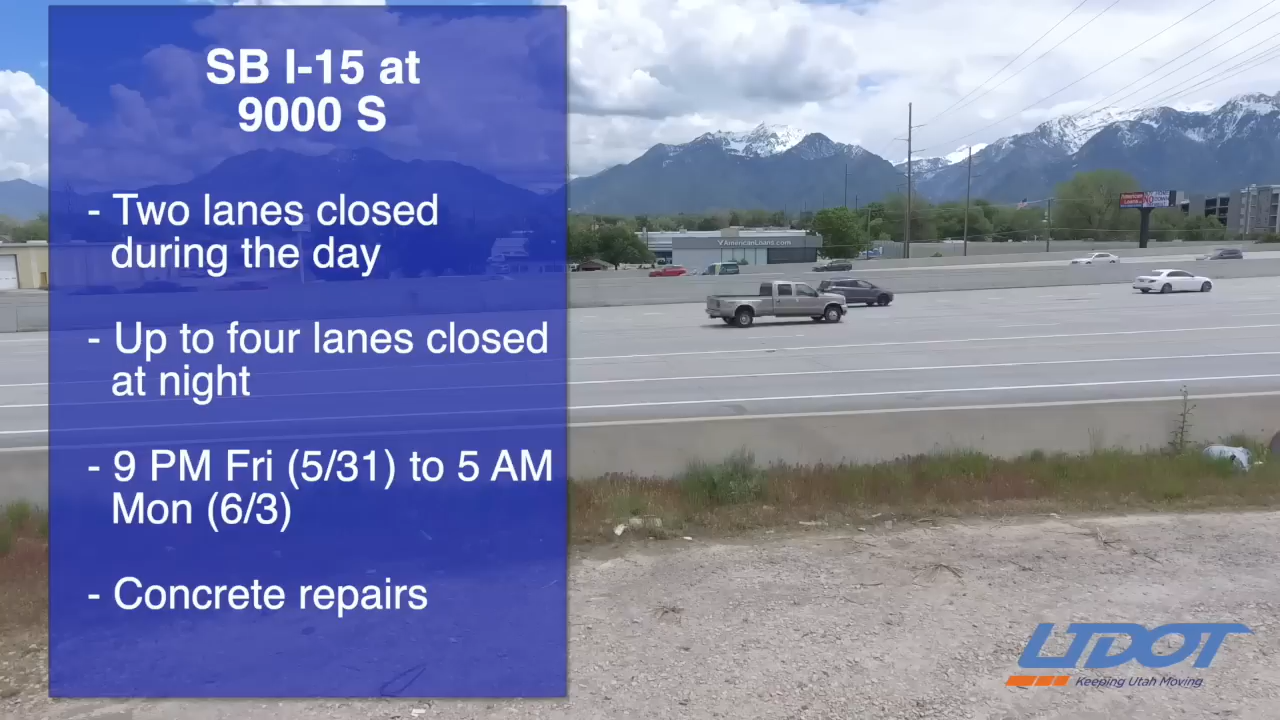 SB I-15 at
9000 S
- Two lanes closed
during the day
- Up to four lanes closed
at night
- 9 PM Fri (5/31) to 5 AM
Mon (6/3)
- Concrete repairs
AmericanLoans.com
UDOT
Keeping Utah Moving